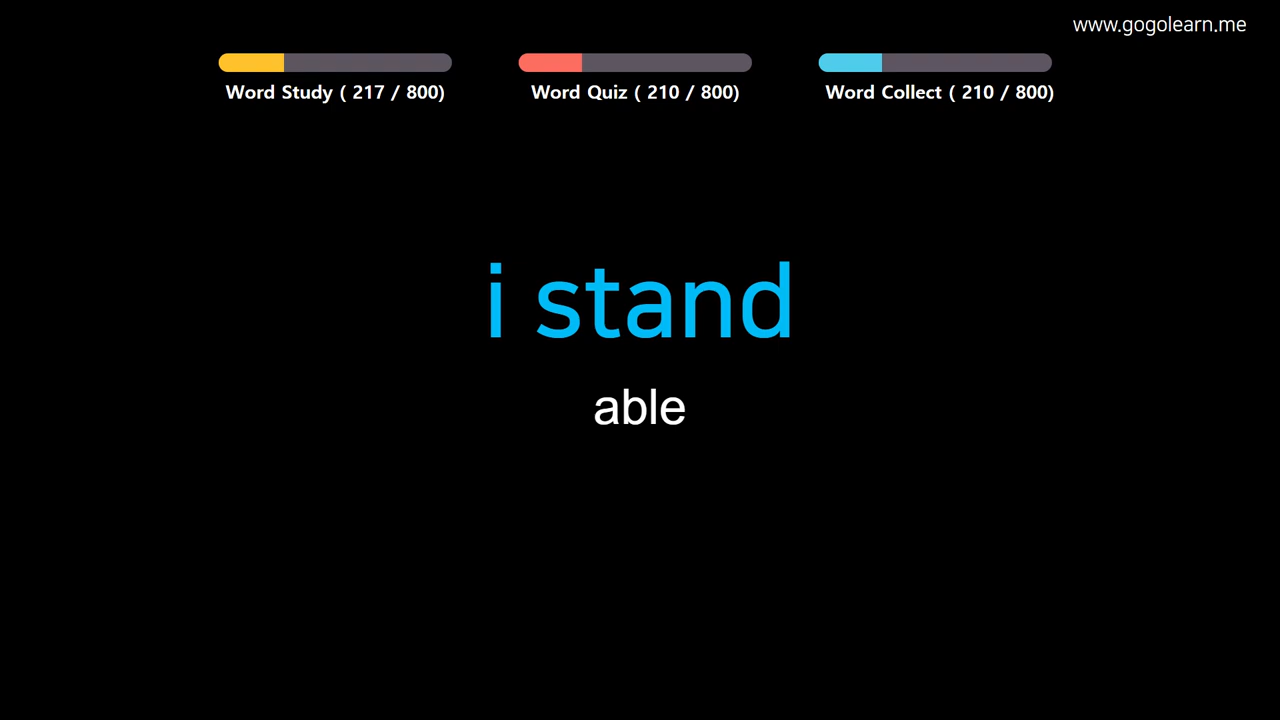 www.gogolearn.me
Word Study ( 217 / 800)
Word Quiz ( 210 / 800)
Word Collect ( 210 / 800)
i stand
able